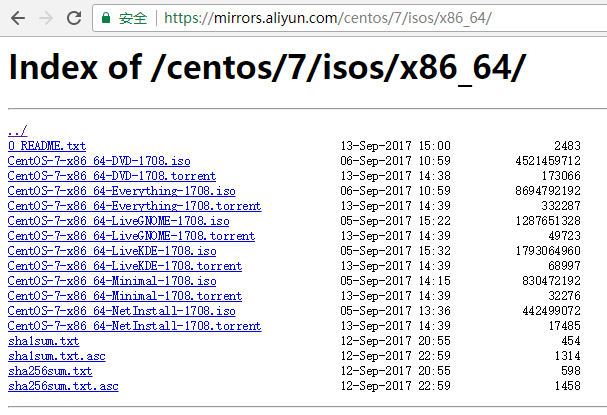 安全 | https://mirrors.aliyun.com/centos/7/isos/x86_64/
Index of /centos/7/isos/x86_64/
../
0_README.txt 13-Sep-2017 15:00 2483
CentOS-7-x86_64-DVD-1708.iso 06-Sep-2017 10:59 4521459712
CentOS-7-x86_64-DVD-1708.torrent 13-Sep-2017 14:38 173066
CentOS-7-x86_64-Everything-1708.iso 06-Sep-2017 10:59 8694792192
CentOS-7-x86_64-Everything-1708.torrent 13-Sep-2017 14:39 332287
CentOS-7-x86_64-LiveGNOME-1708.iso 05-Sep-2017 15:22 1287651328
CentOS-7-x86_64-LiveGNOME-1708.torrent 13-Sep-2017 14:39 49723
CentOS-7-x86_64-LiveKDE-1708.iso 05-Sep-2017 15:32 1793064960
CentOS-7-x86_64-LiveKDE-1708.torrent 13-Sep-2017 14:39 68997
CentOS-7-x86_64-Minimal-1708.iso 05-Sep-2017 14:15 830472192
CentOS-7-x86_64-Minimal-1708.torrent 13-Sep-2017 14:39 32276
CentOS-7-x86_64-NetInstall-1708.iso 05-Sep-2017 13:36 442499072
CentOS-7-x86_64-NetInstall-1708.torrent 13-Sep-2017 14:39 17485
sha1sum.txt 12-Sep-2017 20:55 454
sha1sum.txt.asc 12-Sep-2017 22:59 1314
sha256sum.txt 12-Sep-2017 20:55 598
sha256sum.txt.asc 12-Sep-2017 22:59 1458